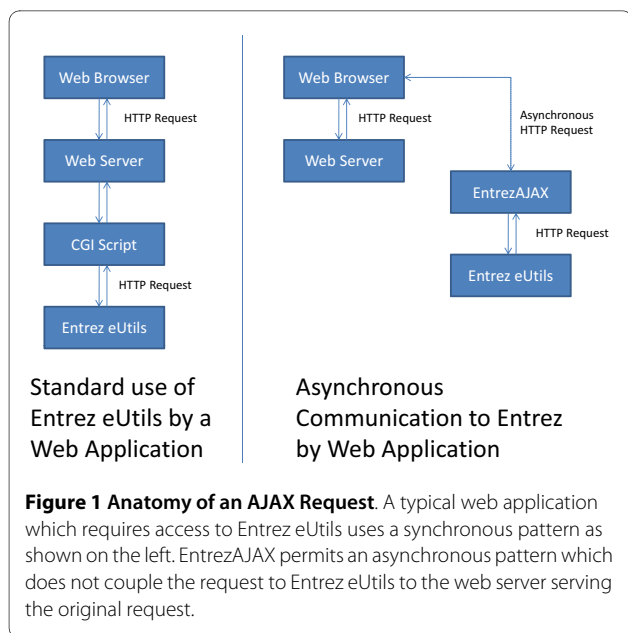 Web Browser
HTTP Request
Web Server
CGI Script
HTTP Request
Entrez eUtils
Standard use of
Entrez eUtils by a
Web Application
Web Browser
HTTP Request
Web Server
Asynchronous
HTTP Request
EntrezAJAX
HTTP Request
Entrez eUtils
Asynchronous
Communication to Entrez
by Web Application
Figure 1 Anatomy of an AJAX Request. A typical web application
which requires access to Entrez eUtils uses a synchronous pattern as
shown on the left. EntrezAJAX permits an asynchronous pattern which
does not couple the request to Entrez eUtils to the web server serving
the original request.